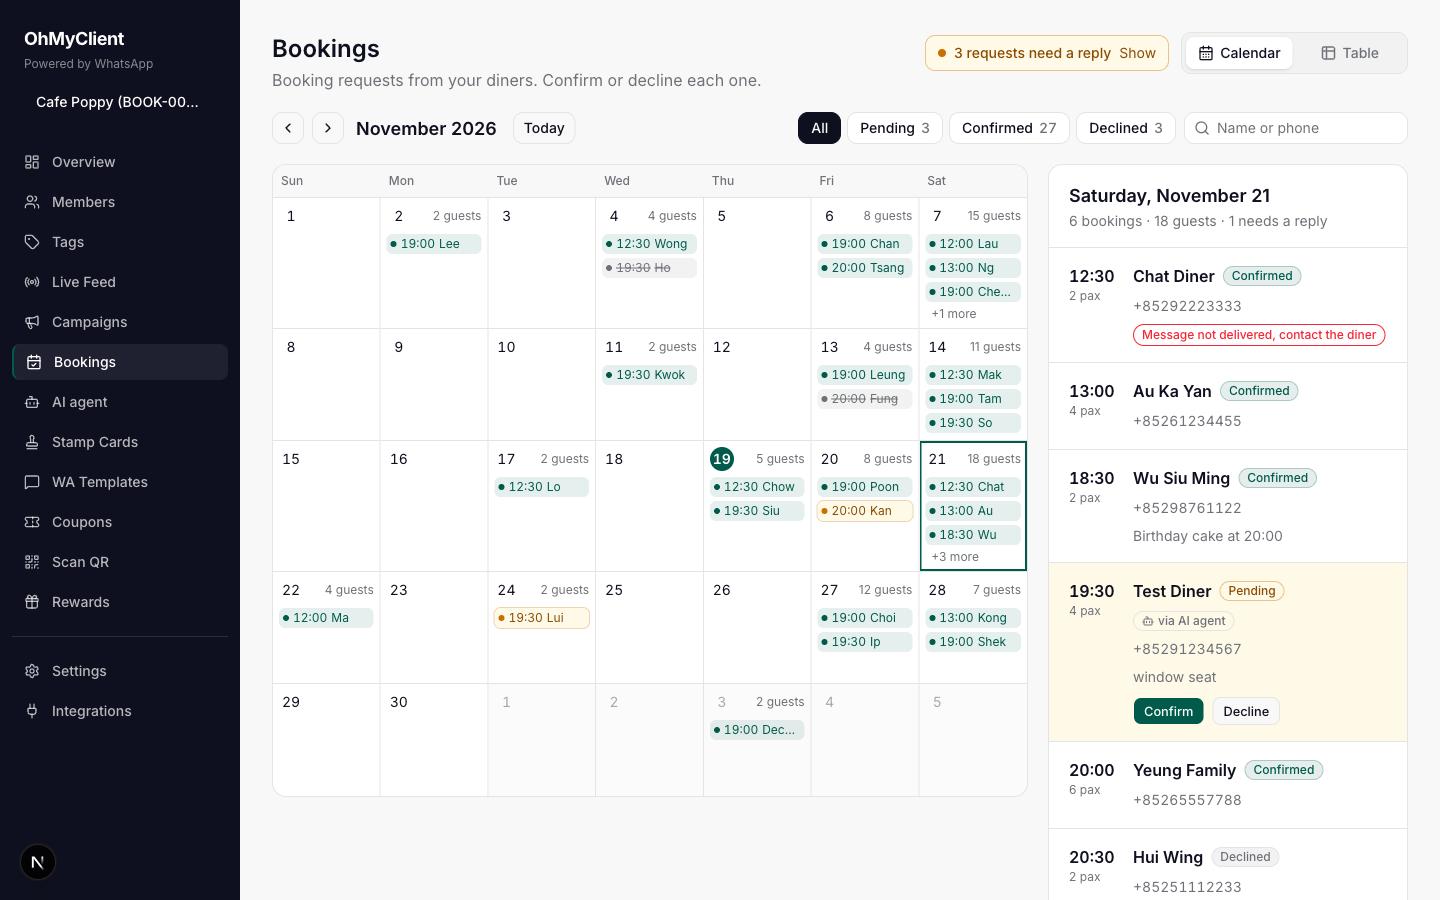 OhMyClient
Powered by WhatsApp
Cafe Poppy (BOOK-00...
Overview
Members
Tags
Live Feed
Campaigns
Bookings
AI agent
Stamp Cards
WA Templates
Coupons
Scan QR
Rewards
Settings
Integrations
N
Bookings
Booking requests from your diners. Confirm or decline each one.
3 requests need a reply Show
Calendar
Table
November 2026
Today
All
Pending 3
Confirmed 27
Declined 3
Name or phone
Sun Mon Tue Wed Thu Fri Sat
1
2 2 guests
19:00 Lee
3
4 4 guests
12:30 Wong
19:30 Ho
5
6 8 guests
19:00 Chan
20:00 Tsang
7 15 guests
12:00 Lau
13:00 Ng
19:00 Che...
+1 more
8
9
10
11 2 guests
19:30 Kwok
12
13 4 guests
19:00 Leung
20:00 Fung
14 11 guests
12:30 Mak
19:00 Tam
19:30 So
15
16
17 2 guests
12:30 Lo
18
19 5 guests
12:30 Chow
19:30 Siu
20 8 guests
19:00 Poon
20:00 Kan
21 18 guests
12:30 Chat
13:00 Au
18:30 Wu
+3 more
22 4 guests
12:00 Ma
23
24 2 guests
19:30 Lui
25
26
27 12 guests
19:00 Choi
19:30 Ip
28 7 guests
13:00 Kong
19:00 Shek
29
30
1
2
3 2 guests
19:00 Dec...
4
5
Saturday, November 21
6 bookings · 18 guests · 1 needs a reply
12:30 Chat Diner Confirmed
2 pax
+85292223333
Message not delivered, contact the diner
13:00 Au Ka Yan Confirmed
4 pax
+85261234455
18:30 Wu Siu Ming Confirmed
2 pax
+85298761122
Birthday cake at 20:00
19:30 Test Diner Pending
4 pax
via AI agent
+85291234567
window seat
Confirm
Decline
20:00 Yeung Family Confirmed
6 pax
+85265557788
20:30 Hui Wing Declined
2 pax
+85251112233